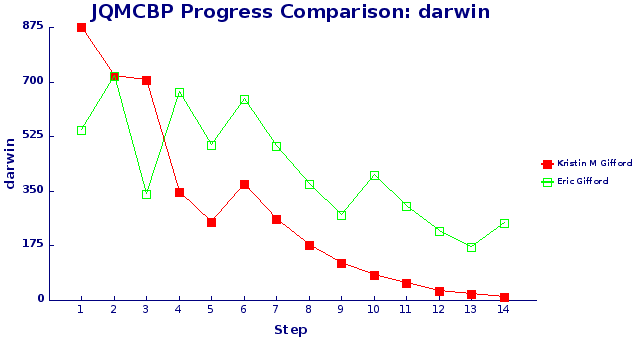 JQMCBP Progress Comparison: darwin
875
700
525
350
175
0
darwin
1 2 3 4 5 6 7 8 9 10 11 12 13 14
Step
Kristin M Gifford
Eric Gifford